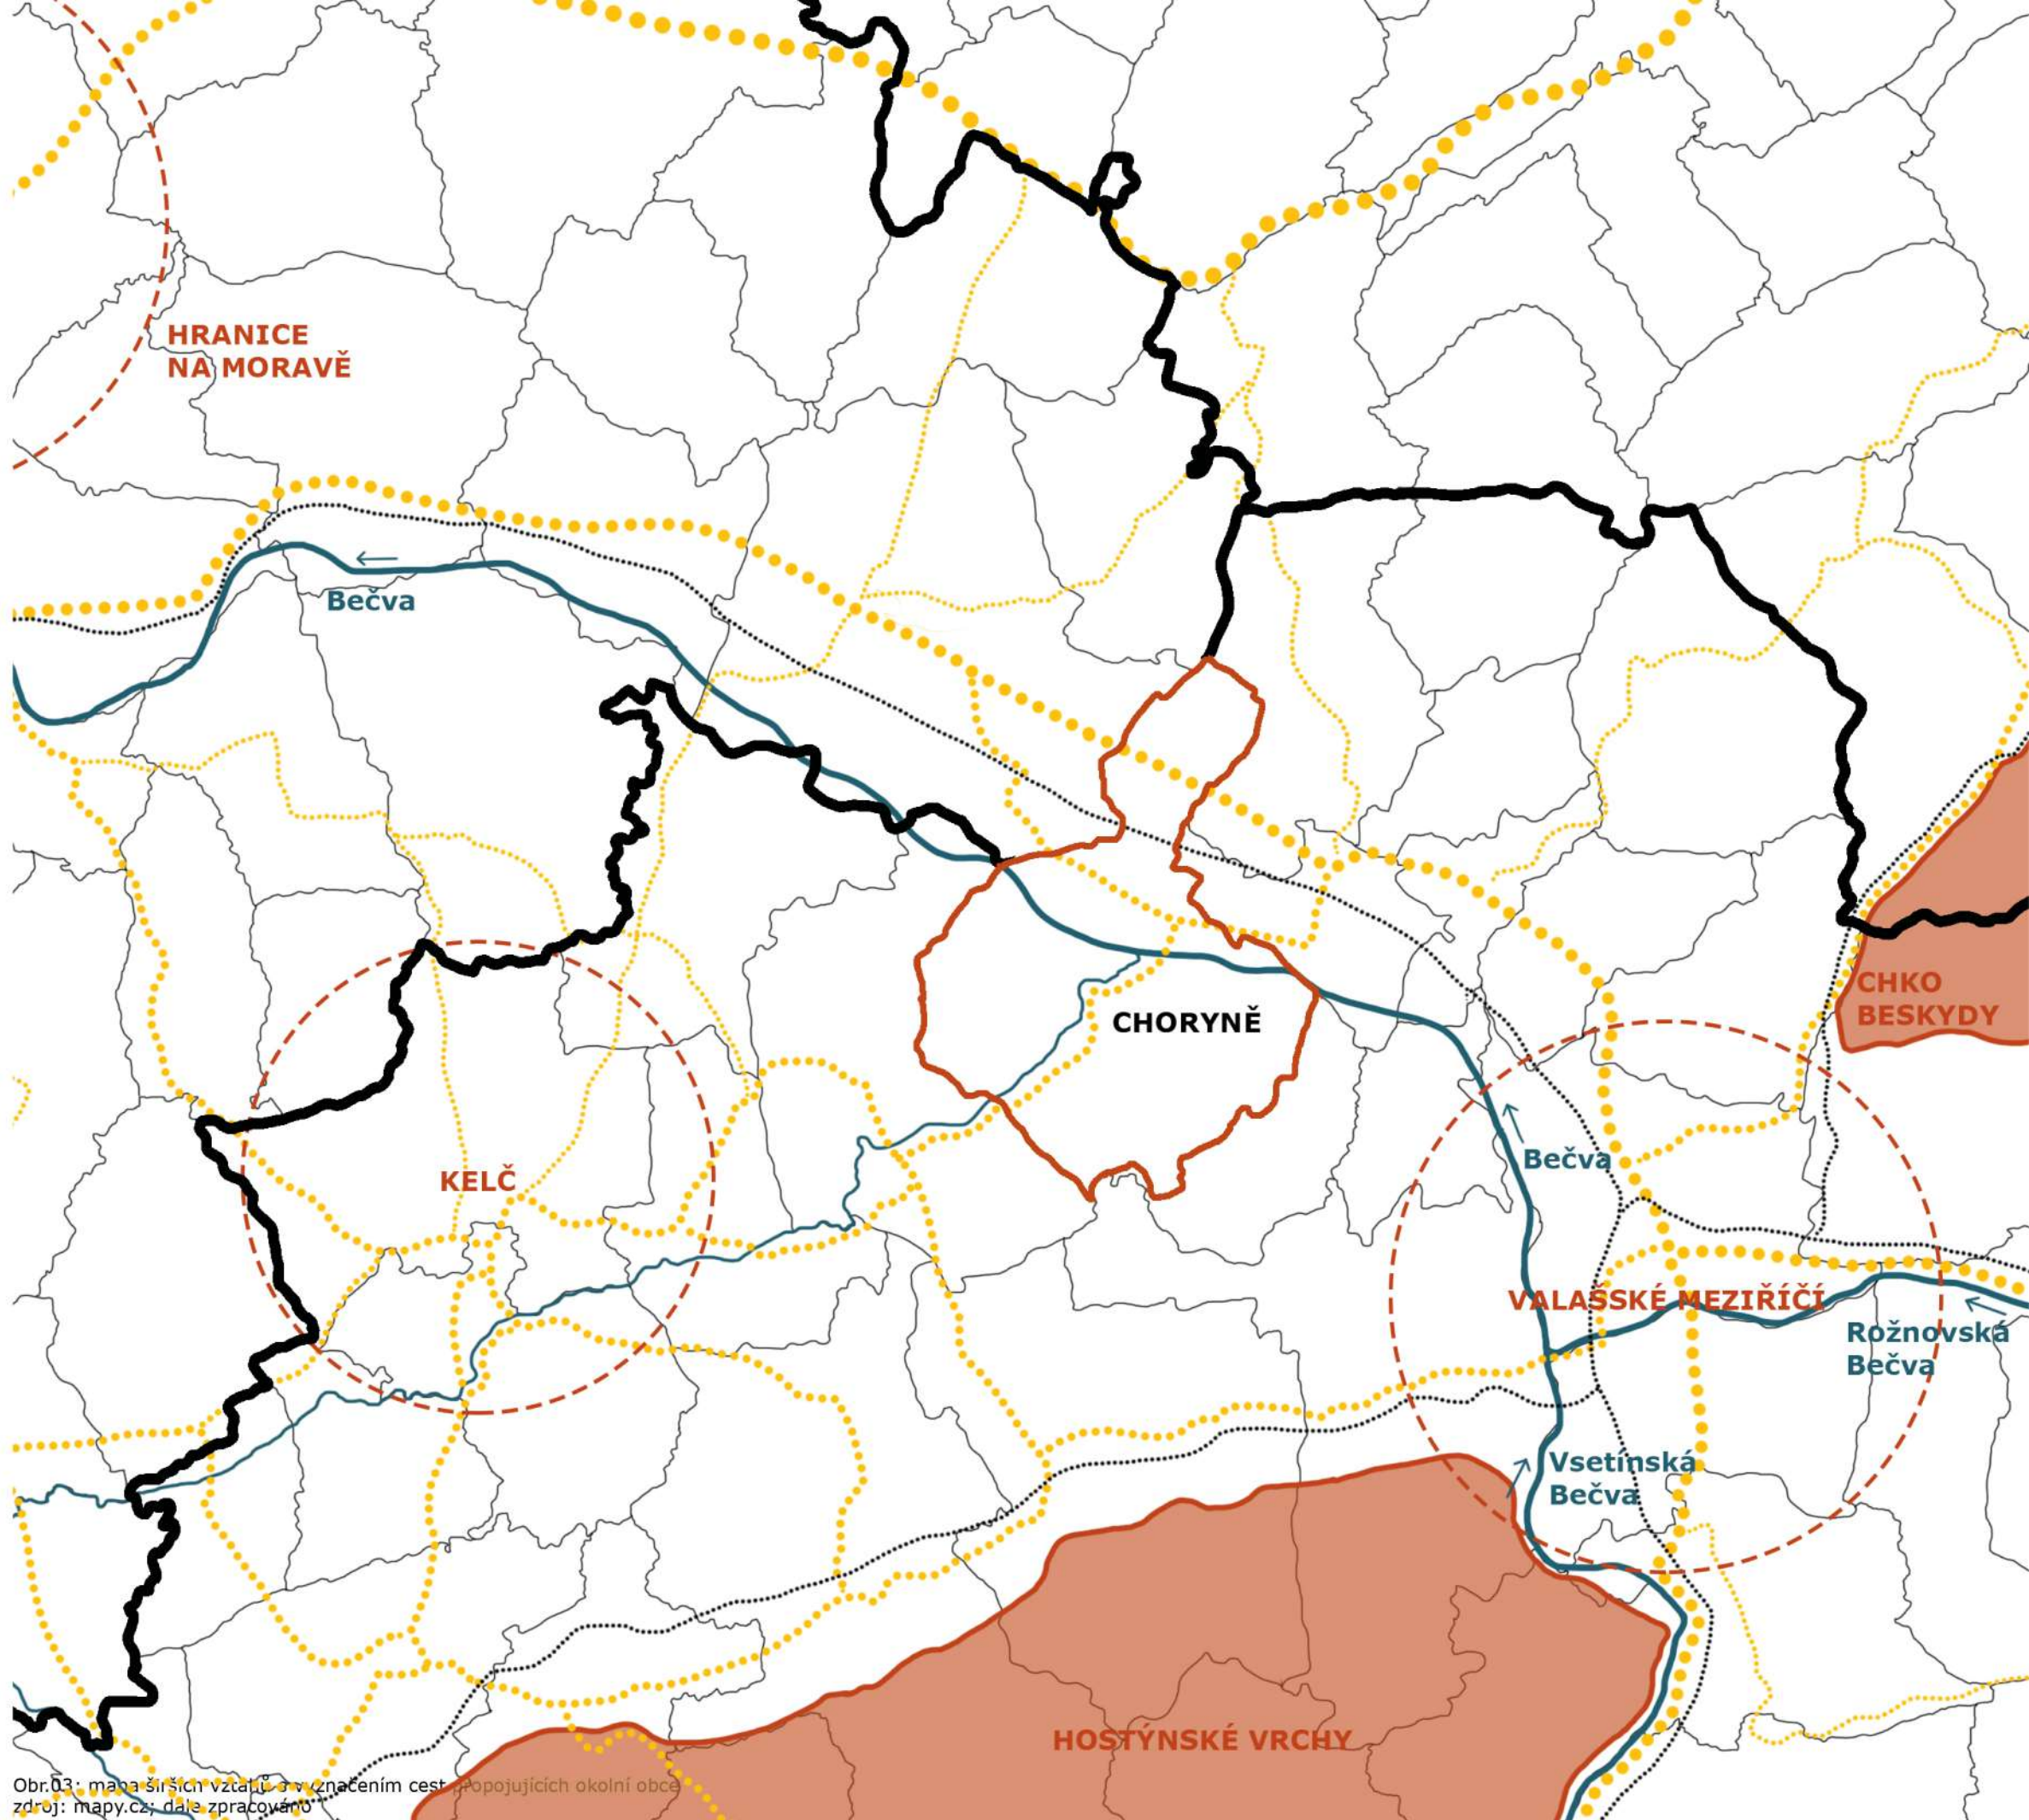 HRANICE
NA MORAVĚ
Bečva
CHKO
BESKYDY
CHORYNĚ
Bečva
KELČ
VALAŠSKÉ MEZIŘÍČÍ
Rožnovská
Bečva
Vsetínská
Bečva
HOSTÝNSKÉ VRCHY
Obr.03: mapa širších vztahů s vyznačením cest propojujících okolní obce
zdroj: mapy.cz; dále zpracováno